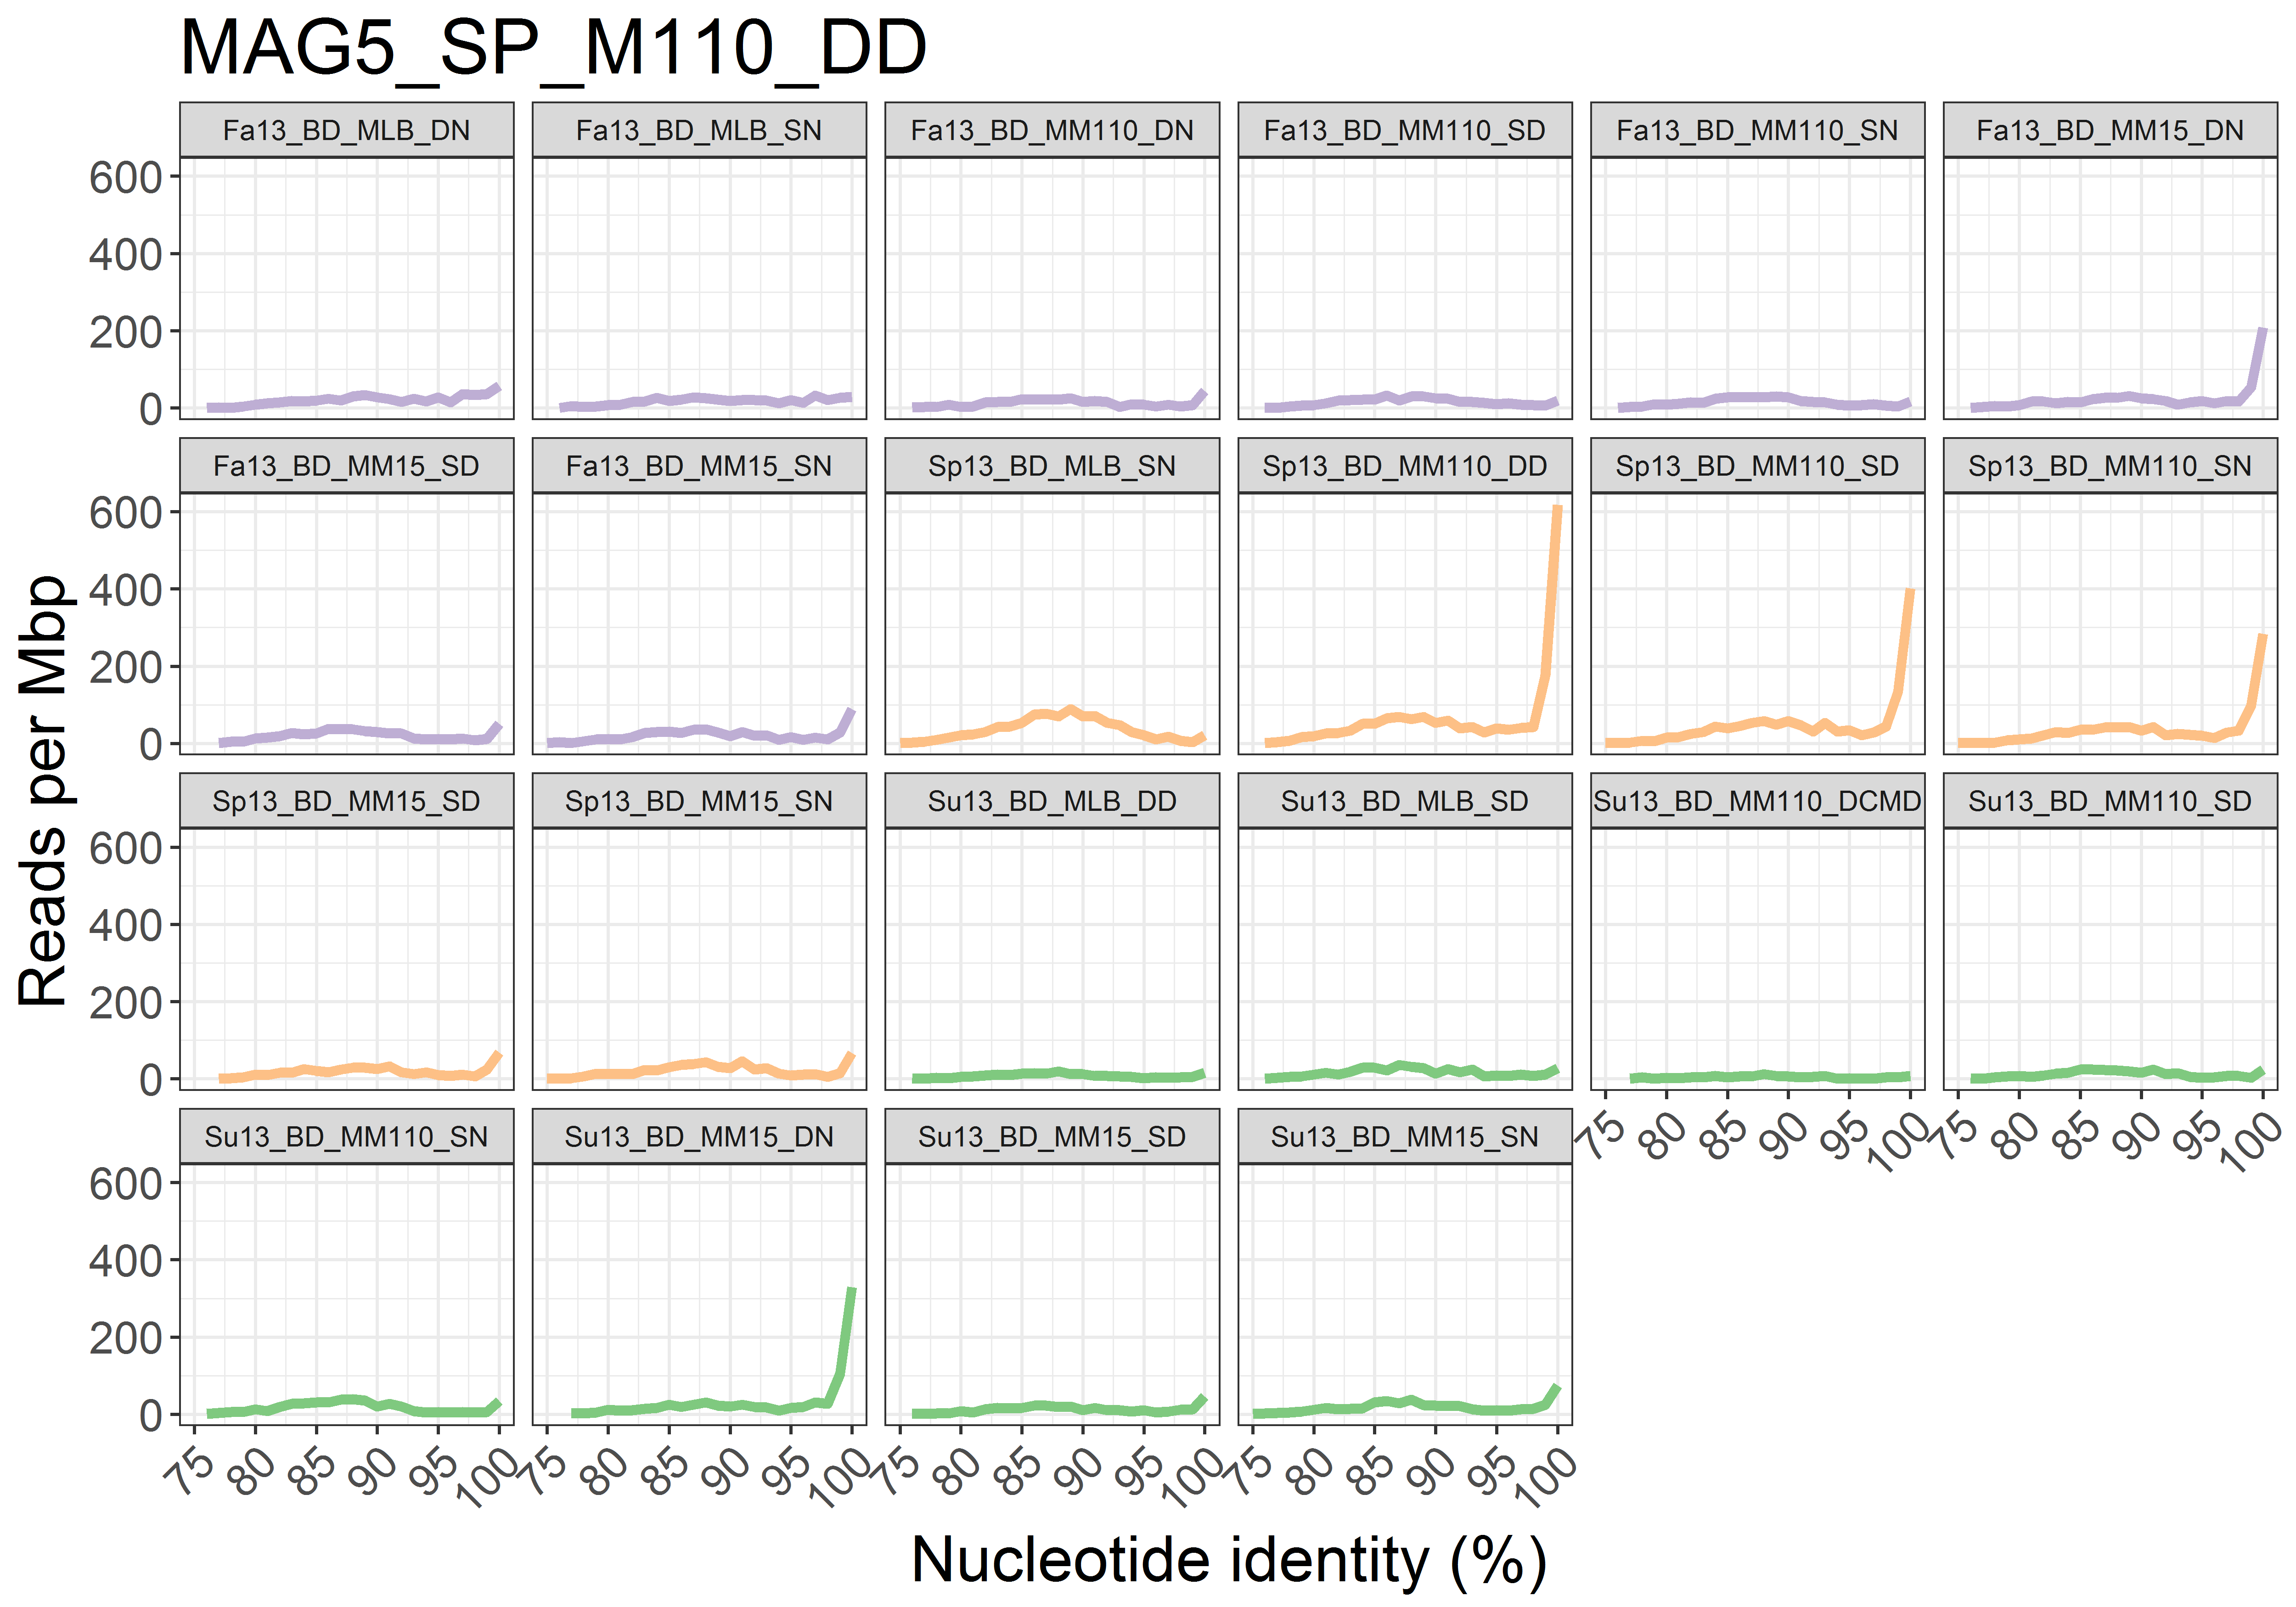 MAG5_SP_M110_DD
Fa13_BD_MLB_DN Fa13_BD_MLB_SN Fa13_BD_MM110_DN Fa13_BD_MM110_SD Fa13_BD_MM110_SN Fa13_BD_MM15_DN
600
400
200
0
Fa13_BD_MM15_SD Fa13_BD_MM15_SN Sp13_BD_MLB_SN Sp13_BD_MM110_DD Sp13_BD_MM110_SD Sp13_BD_MM110_SN
600
400
200
0
Reads per Mbp
Sp13_BD_MM15_SD Sp13_BD_MM15_SN Su13_BD_MLB_DD Su13_BD_MLB_SD Su13_BD_MM110_DCMD Su13_BD_MM110_SD
600
400
200
0
75 80 85 90 95 100 75 80 85 90 95 100
Su13_BD_MM110_SN Su13_BD_MM15_DN Su13_BD_MM15_SD Su13_BD_MM15_SN
600
400
200
0
75 80 85 90 95 100 75 80 85 90 95 100 75 80 85 90 95 100 75 80 85 90 95 100
Nucleotide identity (%)